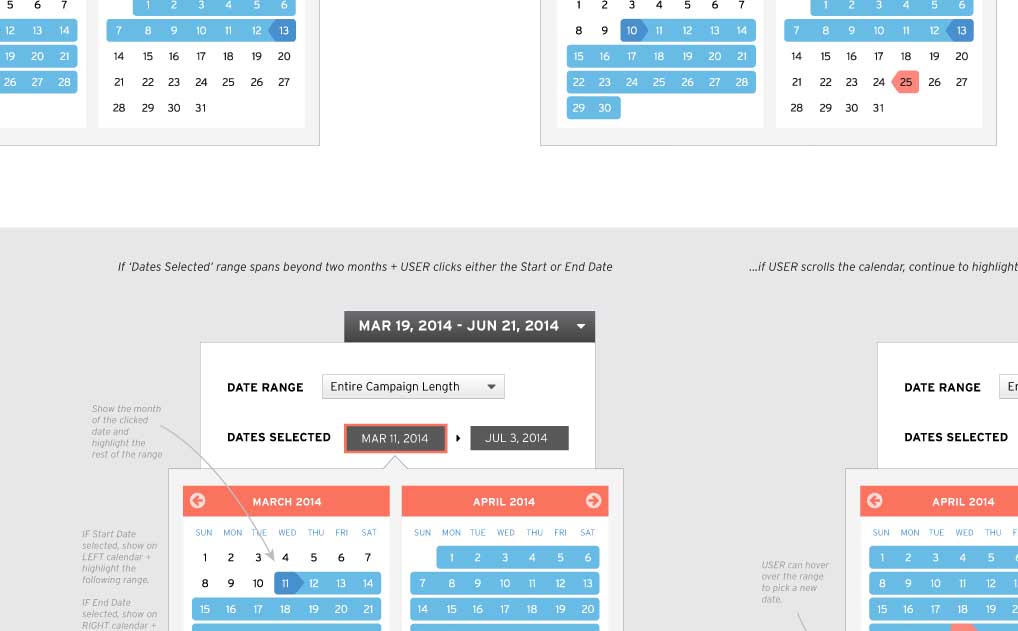 5 6 7
1 2 3 4 5 6
12 13 14
7 8 9 10 11 12 13
19 20 21
14 15 16 17 18 19 20
26 27 28
21 22 23 24 25 26 27
28 29 30 31
1 2 3 4 5 6 7
1 2 3 4 5 6
8 9 10 11 12 13 14
7 8 9 10 11 12 13
15 16 17 18 19 20 21
14 15 16 17 18 19 20
22 23 24 25 26 27 28
21 22 23 24 25 26 27
29 30
28 29 30 31
If ‘Dates Selected’ range spans beyond two months + USER clicks either the Start or End Date
...if USER scrolls the calendar, continue to highlight
MAR 19, 2014 - JUN 21, 2014
DATE RANGE
Entire Campaign Length
DATES SELECTED
MAR 11, 2014
JUL 3, 2014
Show the month
of the clicked
date and
highlight the
rest of the range
IF Start Date
selected, show on
LEFT calendar +
highlight the
following range.
IF End Date
selected, show on
RIGHT calendar +
MARCH 2014
SUN MON TUE WED THU FRI SAT
1 2 3 4 5 6 7
8 9 10 11 12 13 14
15 16 17 18 19 20 21
APRIL 2014
SUN MON TUE WED THU FRI SAT
1 2 3 4 5 6
7 8 9 10 11 12 13
14 15 16 17 18 19 20
DATE RANGE
DATES SELECTED
USER can hover
over the range
to pick a new
date.
APRIL 2014
SUN MON TUE WED THU
1 2 3 4 5
8 9 10 11 12
15 16 17 18 19